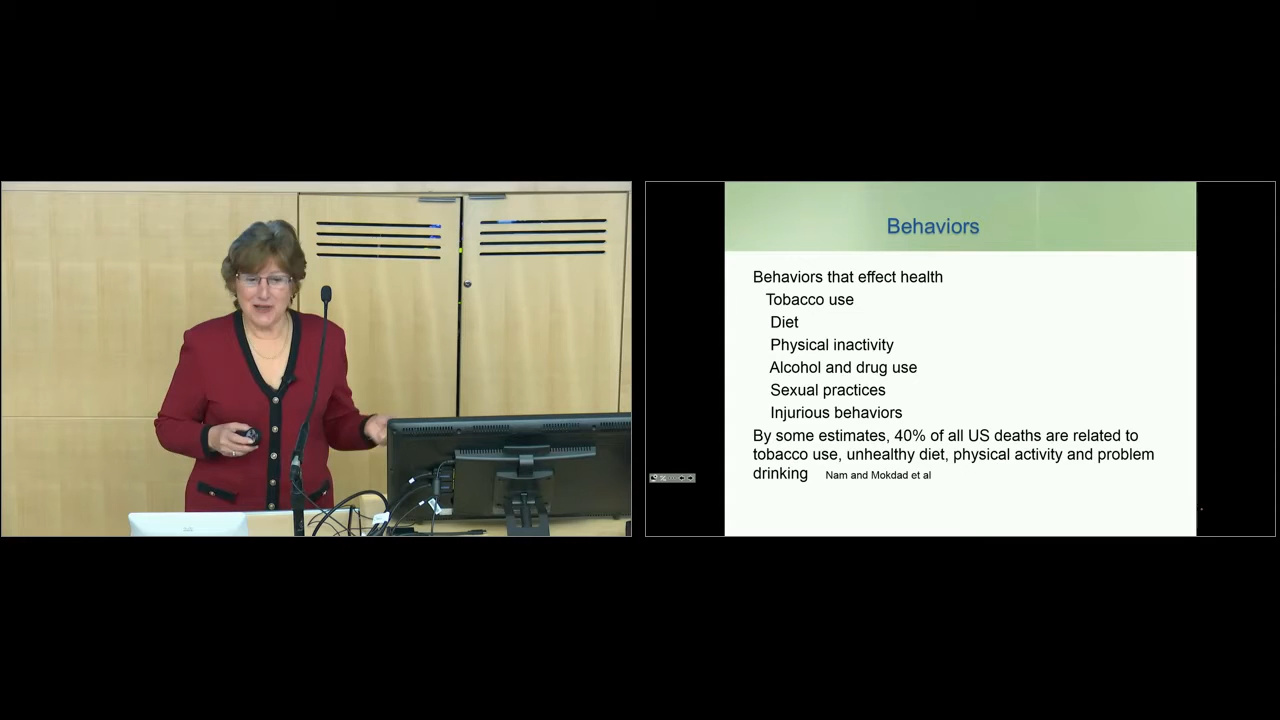 Behaviors
Behaviors that effect health
Tobacco use
Diet
Physical inactivity
Alcohol and drug use
Sexual practices
Injurious behaviors
By some estimates, 40% of all US deaths are related to
tobacco use, unhealthy diet, physical activity and problem
drinking Nam and Mokdad et al